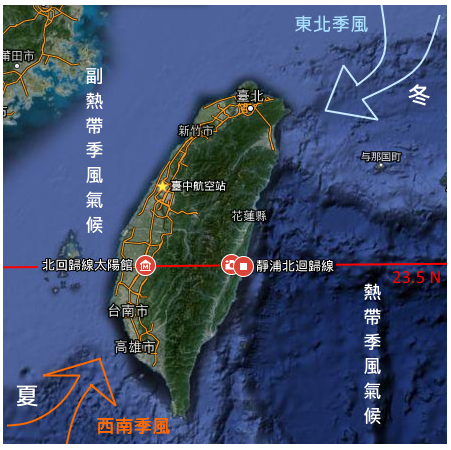 東北季風
莆田市
副熱帶季風氣候
冬
臺北
新竹市
与那国町
臺中航空站
花蓮縣
北回歸線太陽館
靜浦北迴歸線
23.5 N
熱帶季風氣候
台南市
高雄市
夏
西南季風